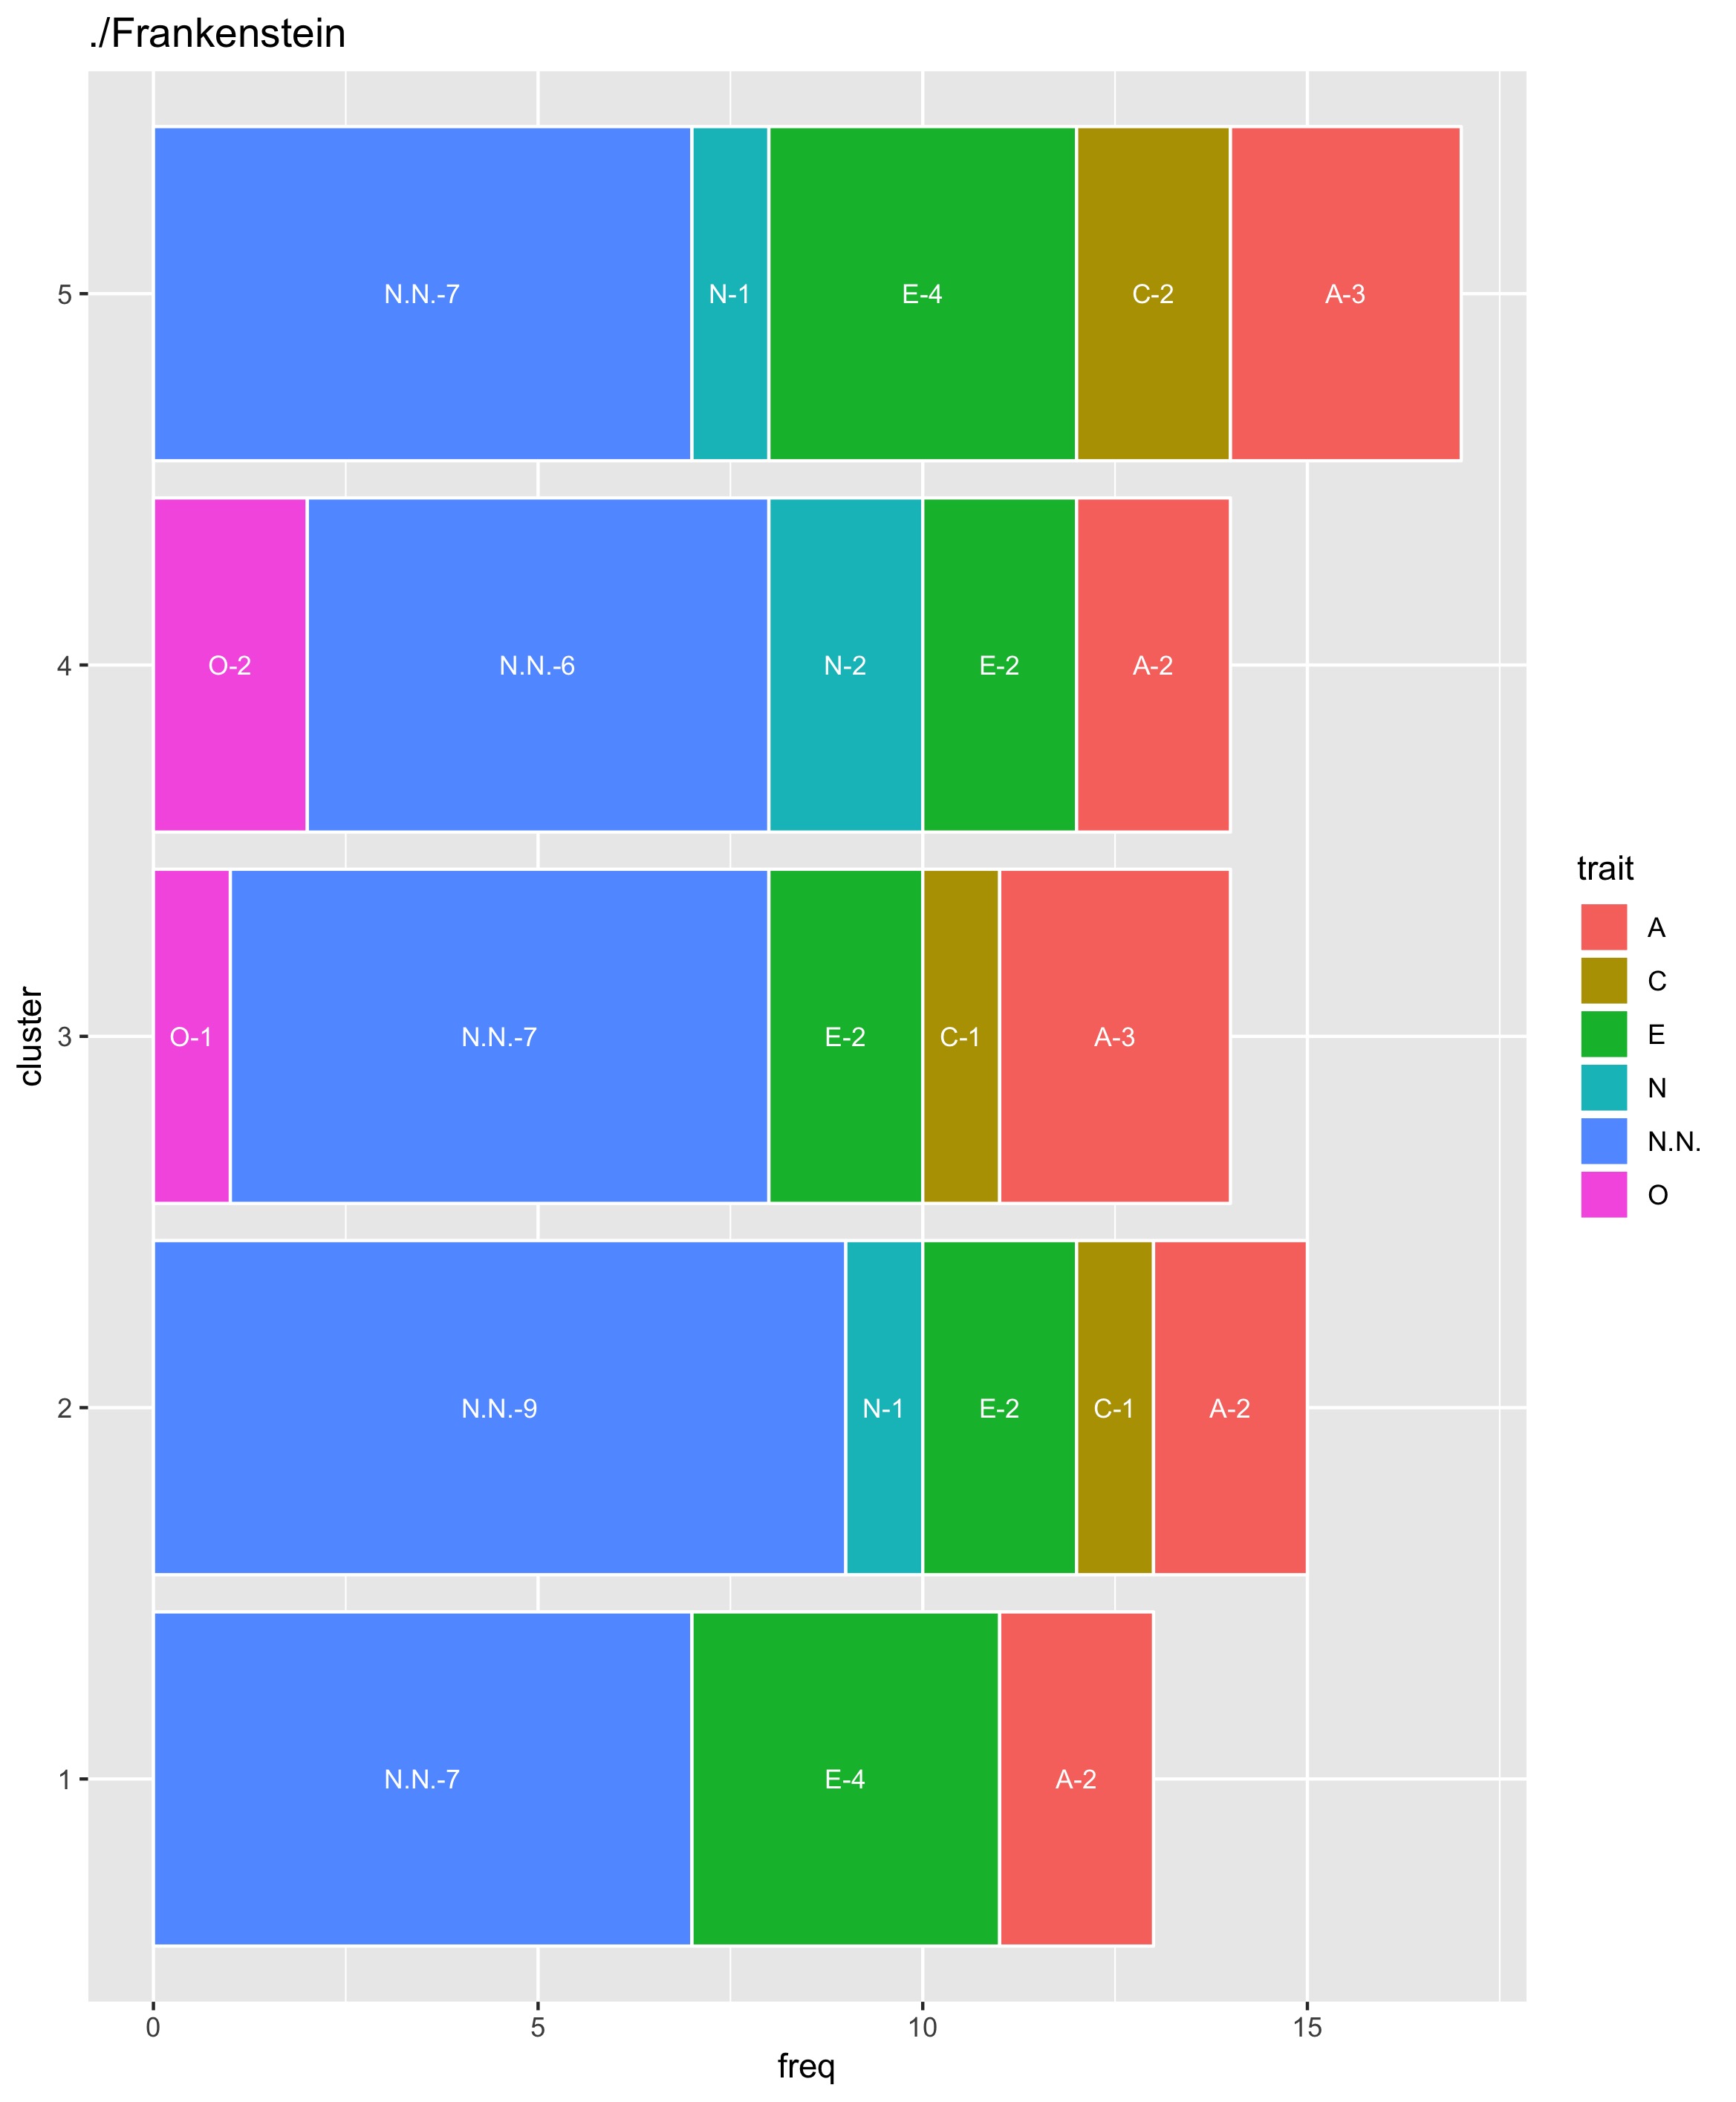 ./Frankenstein
5
N.N.-7 N-1 E-4 C-2 A-3
4
O-2 N.N.-6 N-2 E-2 A-2
3
O-1 N.N.-7 E-2 C-1 A-3
2
N.N.-9 N-1 E-2 C-1 A-2
1
N.N.-7 E-4 A-2
cluster
0 5 10 15
freq
trait
A
C
E
N
N.N.
O